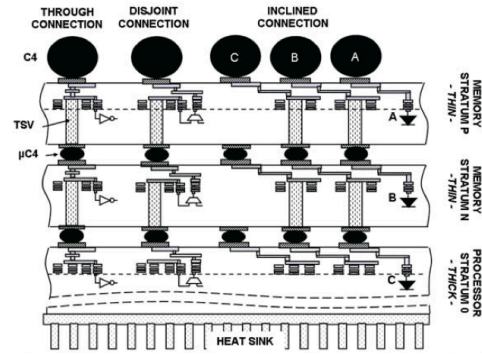 THROUGH
CONNECTION
DISJOINT
CONNECTION
INCLINED
CONNECTION
C4
C
B
A
TSV
A
MEMORY
STRATUM P
- THIN -
µC4
B
MEMORY
STRATUM N
-THIN-
C
PROCESSOR
STRATUM 0
- THICK -
HEAT SINK